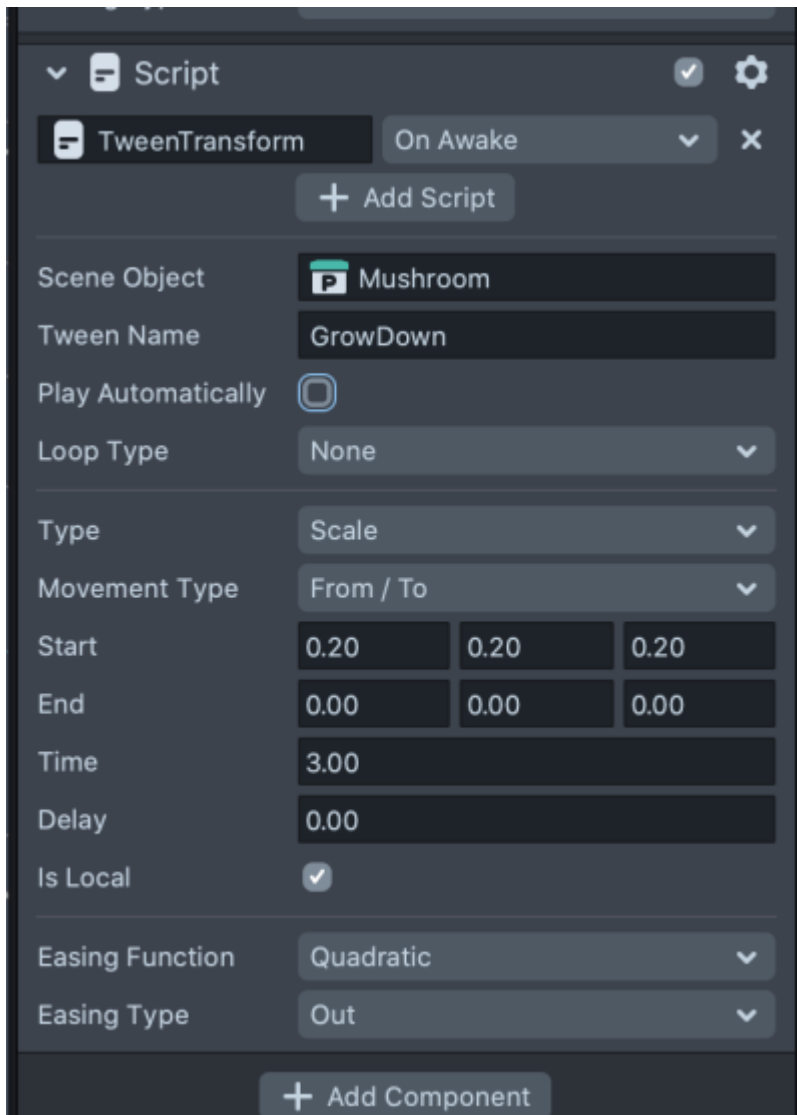 Script
TweenTransform On Awake
+ Add Script
Scene Object P Mushroom
Tween Name GrowDown
Play Automatically
Loop Type None
Type Scale
Movement Type From / To
Start 0.20 0.20 0.20
End 0.00 0.00 0.00
Time 3.00
Delay 0.00
Is Local
Easing Function Quadratic
Easing Type Out
+ Add Component